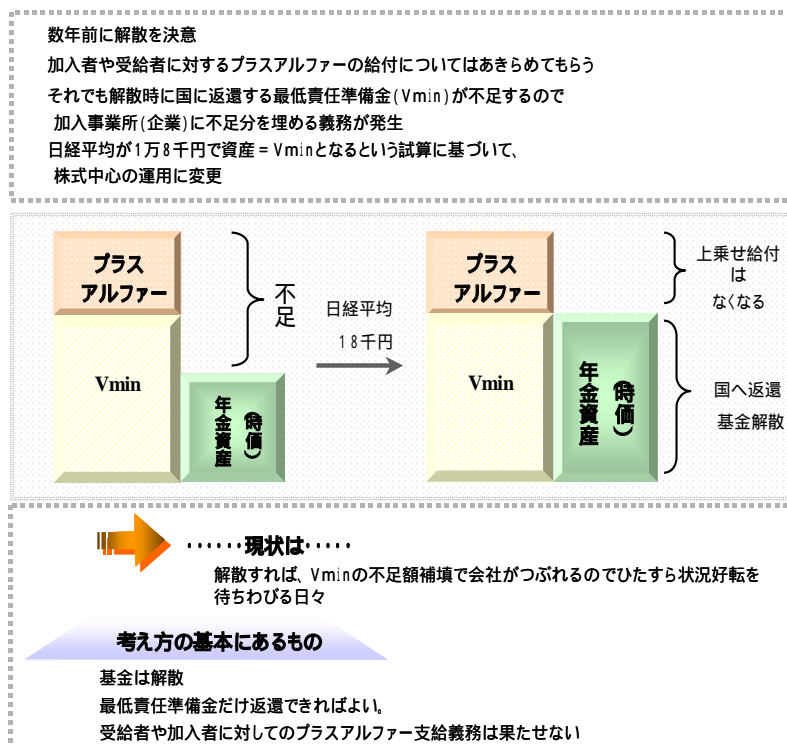 数年前に解散を決意
加入者や受給者に対するプラスアルファーの給付についてはあきらめてもらう
それでも解散時に国に返還する最低責任準備金(Vmin)が不足するので
加入事業所(企業)に不足分を埋める義務が発生
日経平均が1万8千円で資産=Vminとなるという試算に基づいて、
株式中心の運用に変更
プラス
アルファー
Vmin
年金資産
(時価)
不足
日経平均
18千円
プラス
アルファー
Vmin
年金資産
(時価)
上乗せ給付
は
なくなる
国へ返還
基金解散
・・・・・・現状は・・・・・
解散すれば、Vminの不足額補填で会社がつぶれるのでひたすら状況好転を
待ちわびる日々
考え方の基本にあるもの
基金は解散
最低責任準備金だけ返還できればよい。
受給者や加入者に対してのプラスアルファー支給義務は果たせない